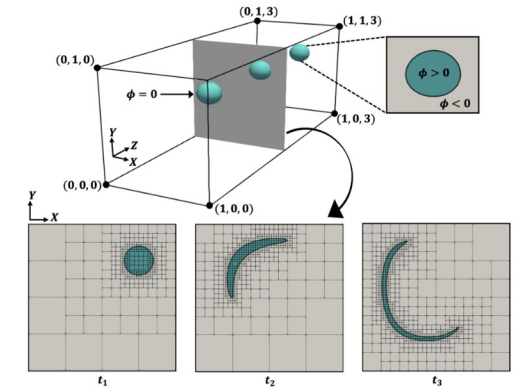 (0, 1, 3)
(1, 1, 3)
(0, 1, 0)
ϕ > 0
ϕ = 0
ϕ < 0
(1, 0, 3)
Y
Z
X
(0, 0, 0)
(1, 0, 0)
Y
X
t₁
t₂
t₃